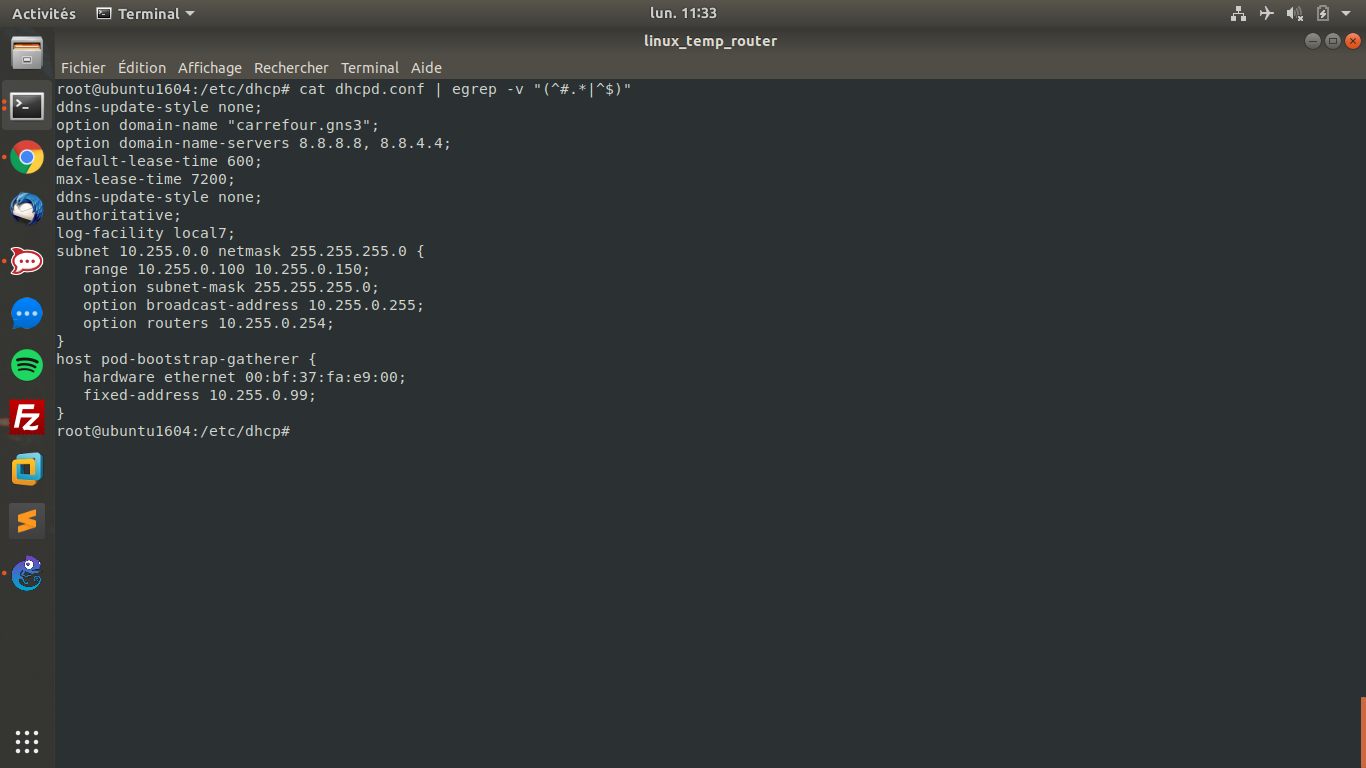 Activités
Terminal
lun. 11:33
linux_temp_router
Fichier Édition Affichage Rechercher Terminal Aide
root@ubuntu1604:/etc/dhcp# cat dhcpd.conf | egrep -v "(^#.*|^$)"
ddns-update-style none;
option domain-name "carrefour.gns3";
option domain-name-servers 8.8.8.8, 8.8.4.4;
default-lease-time 600;
max-lease-time 7200;
ddns-update-style none;
authoritative;
log-facility local7;
subnet 10.255.0.0 netmask 255.255.255.0 {
   range 10.255.0.100 10.255.0.150;
   option subnet-mask 255.255.255.0;
   option broadcast-address 10.255.0.255;
   option routers 10.255.0.254;
}
host pod-bootstrap-gatherer {
   hardware ethernet 00:bf:37:fa:e9:00;
   fixed-address 10.255.0.99;
}
root@ubuntu1604:/etc/dhcp#
Fz